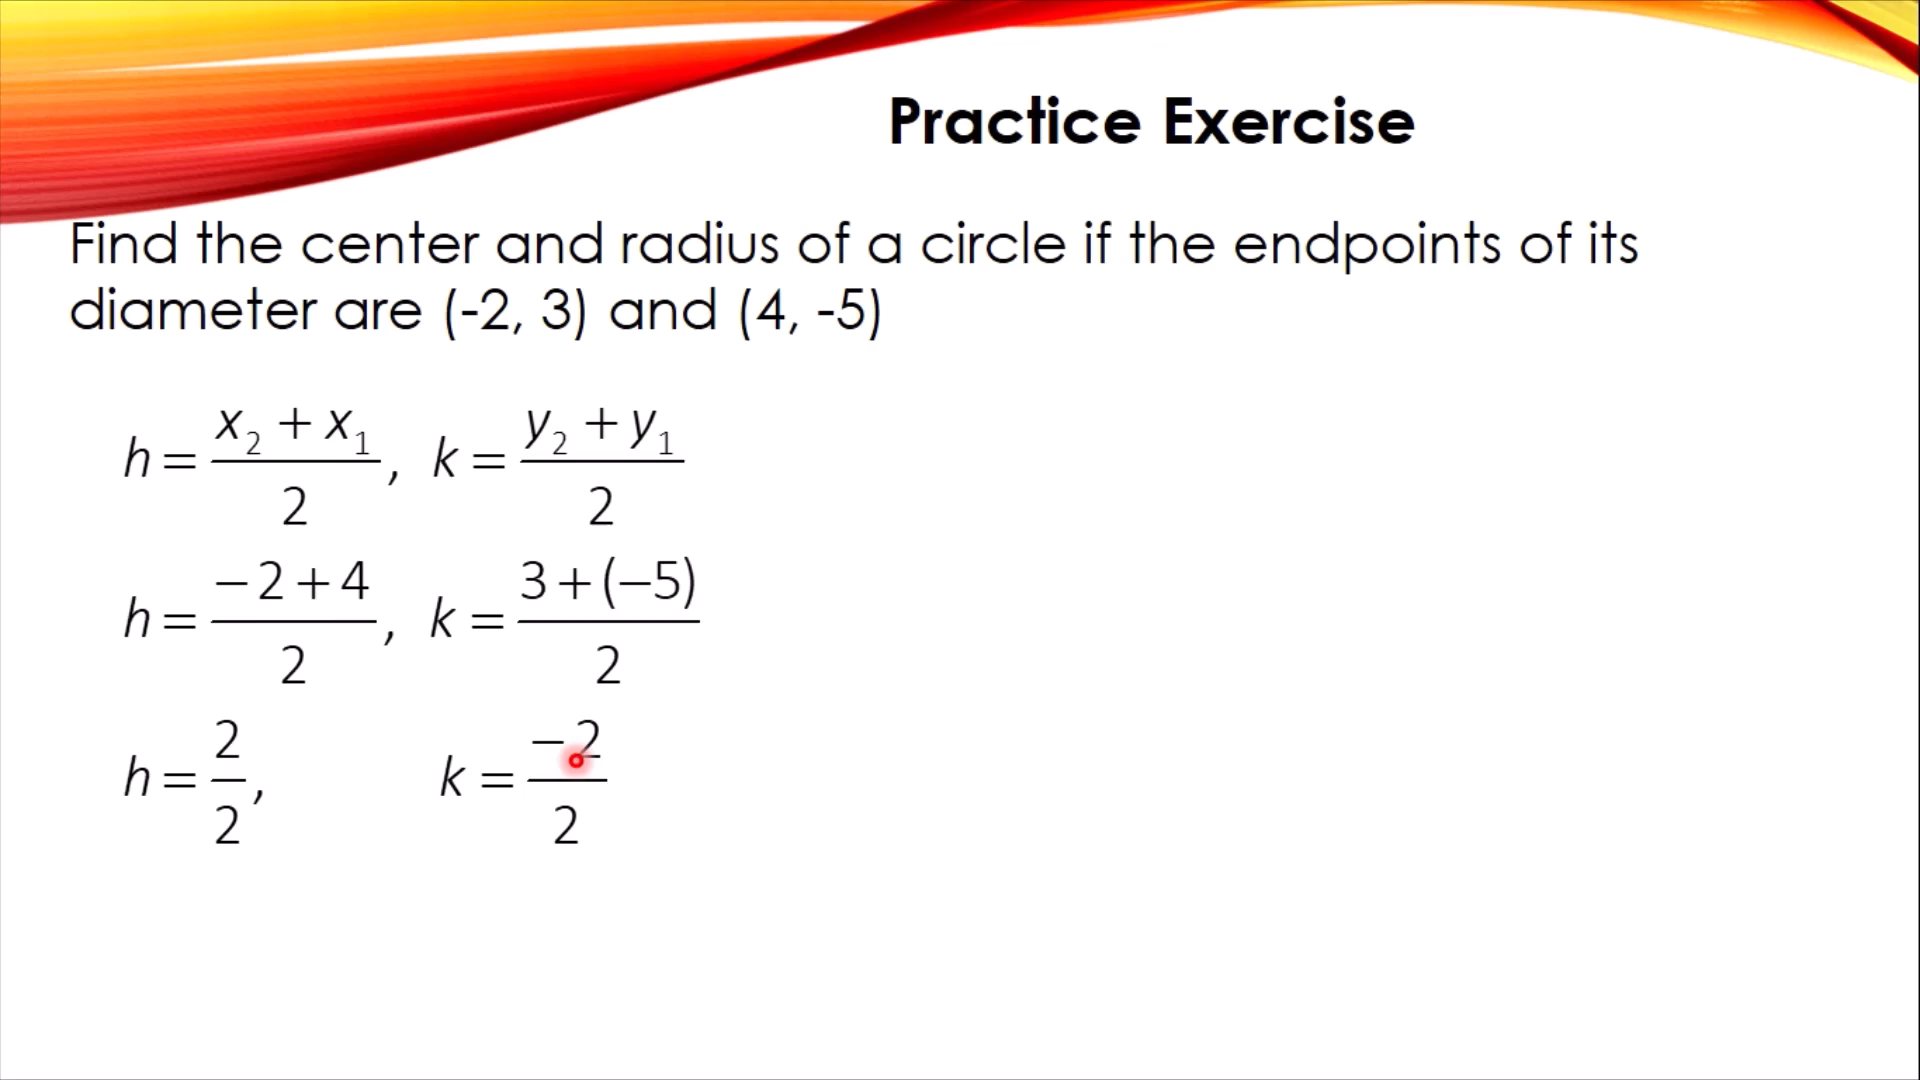 Practice Exercise
Find the center and radius of a circle if the endpoints of its
diameter are (-2, 3) and (4, -5)
h = (x₂ + x₁)/2, k = (y₂ + y₁)/2
h = (−2+4)/2, k = (3+(−5))/2
h = 2/2, k = −2/2